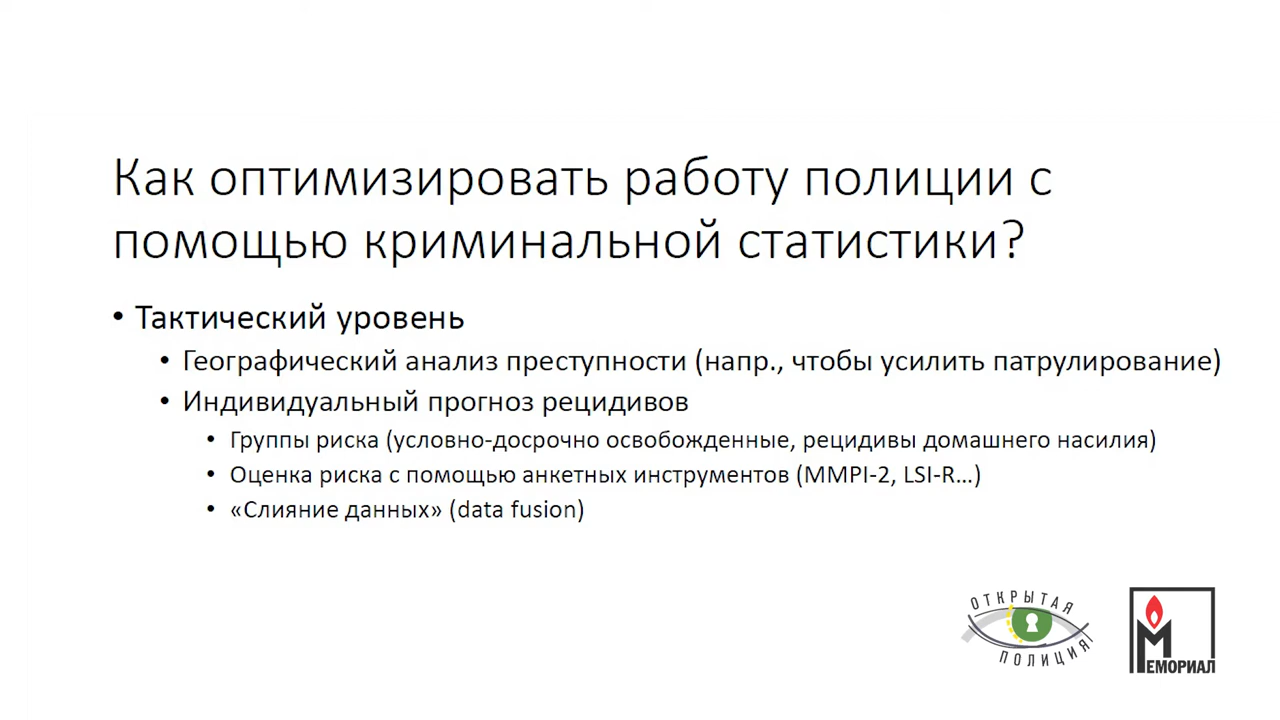 Как оптимизировать работу полиции с
помощью криминальной статистики?
• Тактический уровень
• Географический анализ преступности (напр., чтобы усилить патрулирование)
• Индивидуальный прогноз рецидивов
• Группы риска (условно-досрочно освобожденные, рецидивы домашнего насилия)
• Оценка риска с помощью анкетных инструментов (MMPI-2, LSI-R…)
• «Слияние данных» (data fusion)
ОТКРЫТАЯ
ПОЛИЦИЯ
МЕМОРИАЛ